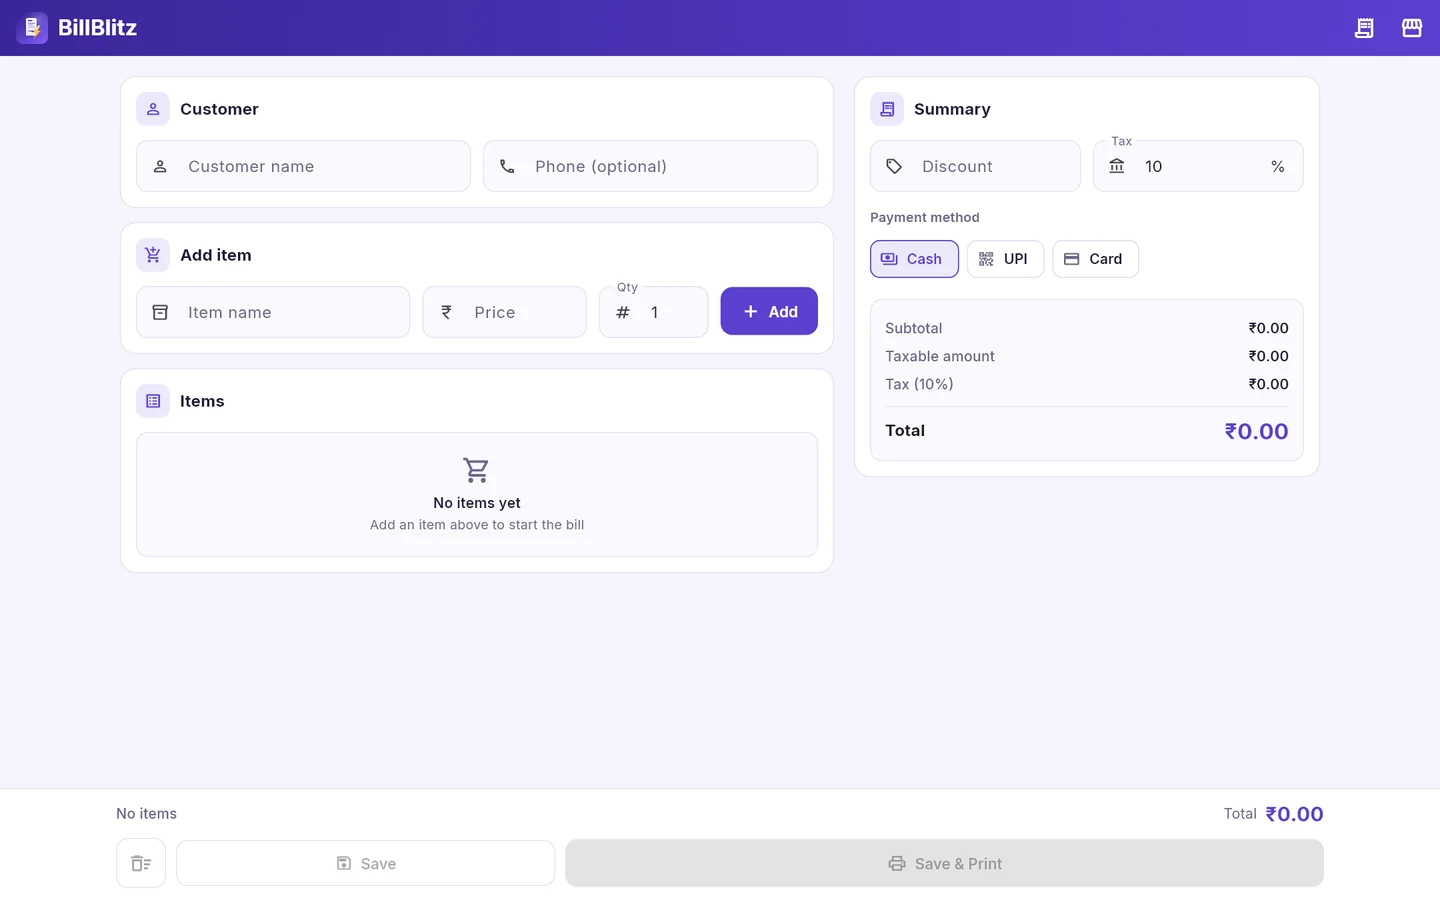 BillBlitz
Customer
Customer name
Phone (optional)
Add item
Item name
₹ Price
Qty
# 1
+ Add
Items
No items yet
Add an item above to start the bill
Summary
Discount
Tax
10 %
Payment method
Cash
UPI
Card
Subtotal ₹0.00
Taxable amount ₹0.00
Tax (10%) ₹0.00
Total ₹0.00
No items
Total ₹0.00
Save
Save & Print